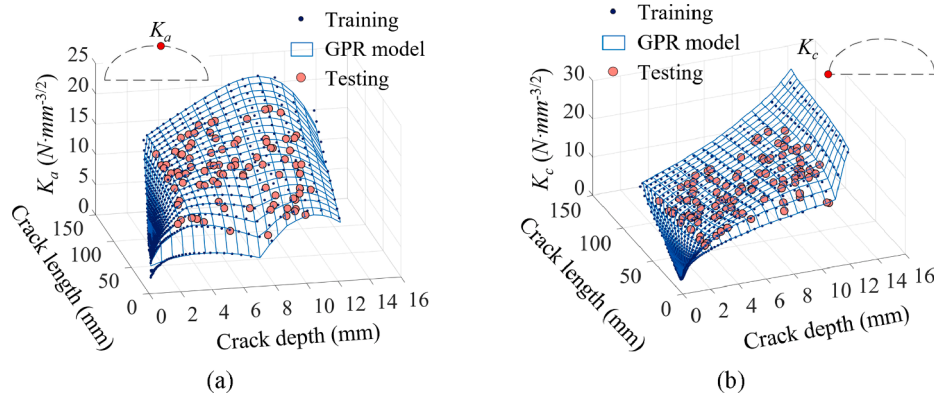 K_a
Training
GPR model
Testing
25
20
15
10
5
0
K_a (N·mm^-3/2)
150
100
50
0
Crack length (mm)
0 2 4 6 8 10 12 14 16
Crack depth (mm)
(a)
Training
GPR model
Testing
K_c
30
20
10
0
K_c (N·mm^-3/2)
150
100
50
0
Crack length (mm)
0 2 4 6 8 10 12 14 16
Crack depth (mm)
(b)